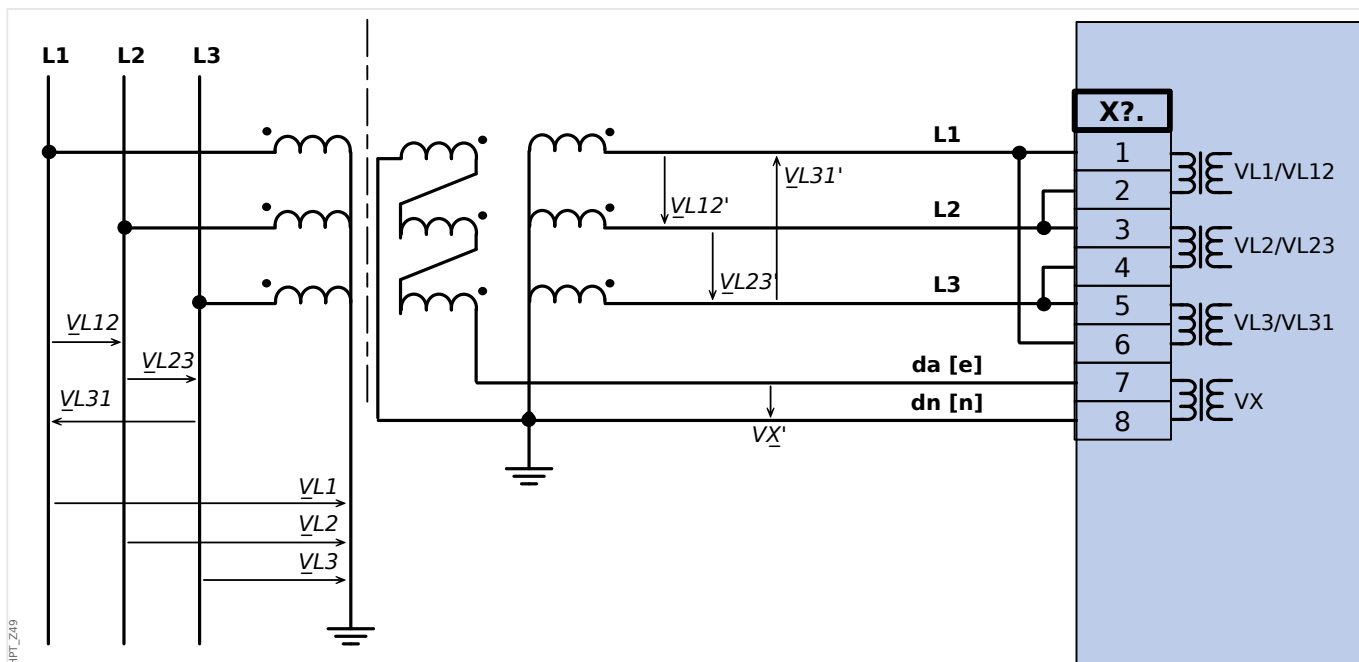 L1 L2 L3
X?.
L1
1
VL31'
VL1/VL12
2
VL12'
L2
3
VL2/VL23
4
VL23'
L3
5
VL12
VL3/VL31
6
VL23
da [e]
7
VL31
dn [n]
VX
8
VX'
VL1
VL2
VL3
HPT_Z49